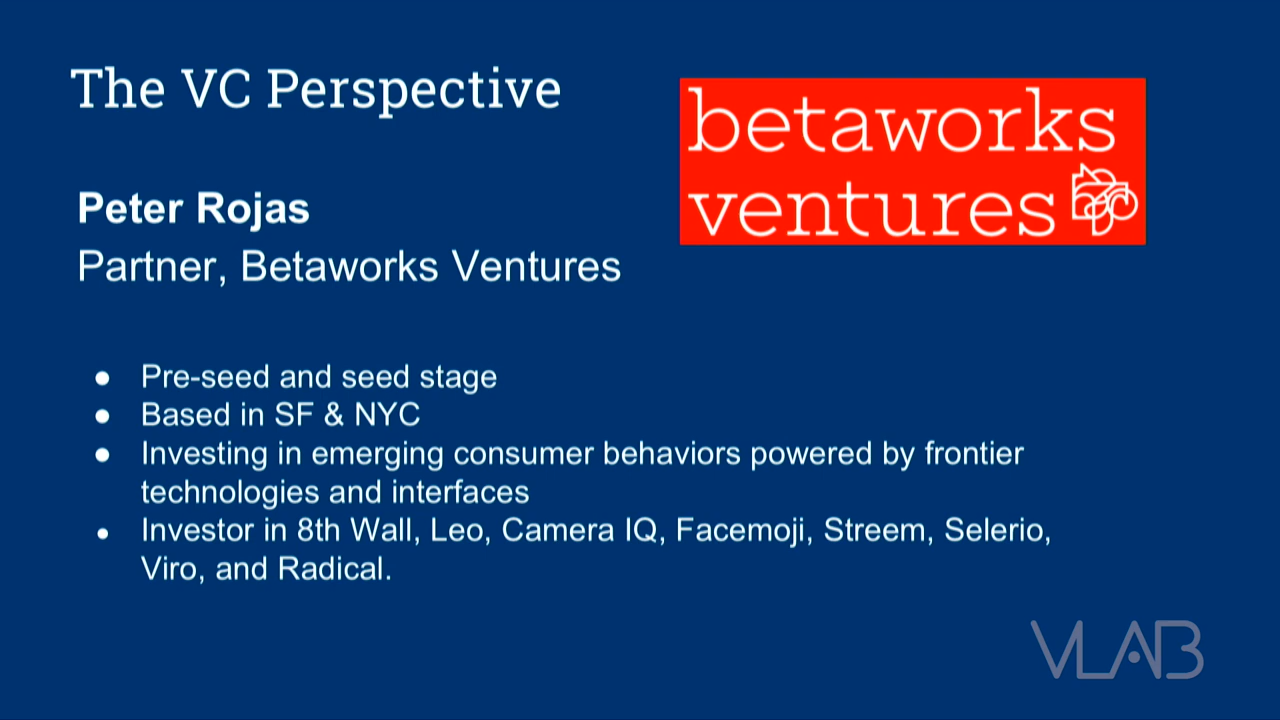 The VC Perspective
betaworks
ventures
Peter Rojas
Partner, Betaworks Ventures
● Pre-seed and seed stage
● Based in SF & NYC
● Investing in emerging consumer behaviors powered by frontier
technologies and interfaces
● Investor in 8th Wall, Leo, Camera IQ, Facemoji, Streem, Selerio,
Viro, and Radical.
VLAB